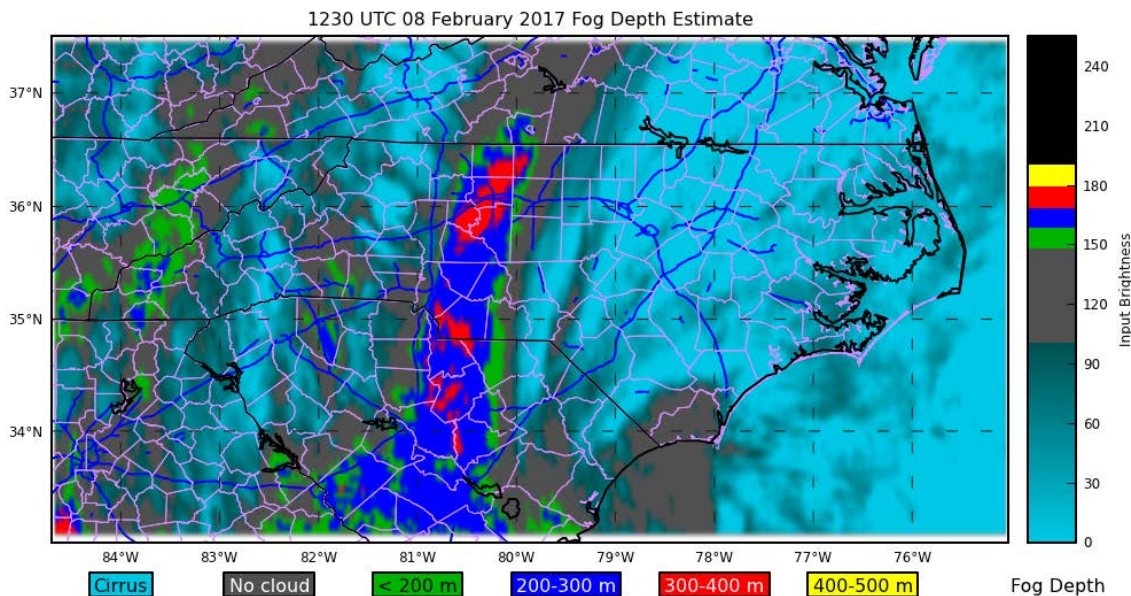 1230 UTC 08 February 2017 Fog Depth Estimate
37°N
36°N
35°N
34°N
84°W 83°W 82°W 81°W 80°W 79°W 78°W 77°W 76°W
240
210
180
150
120
90
60
30
0
Input Brightness
Cirrus No cloud < 200 m 200-300 m 300-400 m 400-500 m Fog Depth